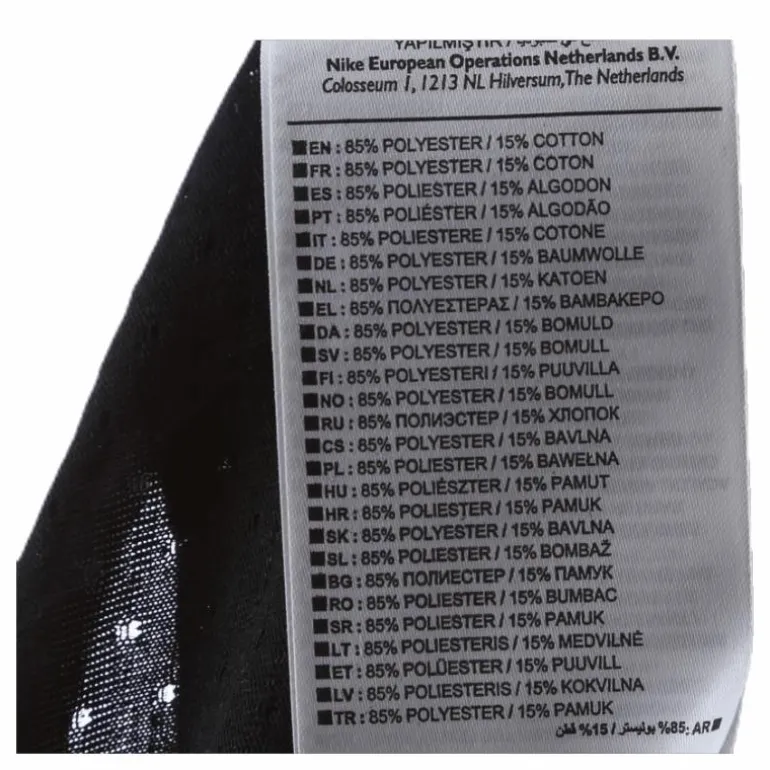 YAPILMIŞTIR /
Nike European Operations Netherlands B.V.
Colosseum 1, 1213 NL Hilversum,The Netherlands
EN : 85% POLYESTER / 15% COTTON
FR : 85% POLYESTER / 15% COTON
ES : 85% POLIESTER / 15% ALGODON
PT : 85% POLIÉSTER / 15% ALGODÃO
IT : 85% POLIESTERE / 15% COTONE
DE : 85% POLYESTER / 15% BAUMWOLLE
NL : 85% POLYESTER / 15% KATOEN
EL : 85% ΠΟΛΥΕΣΤΕΡΑΣ / 15% ΒΑΜΒΑΚΕΡΟ
DA : 85% POLYESTER / 15% BOMULD
SV : 85% POLYESTER / 15% BOMULL
FI : 85% POLYESTERI / 15% PUUVILLA
NO : 85% POLYESTER / 15% BOMULL
RU : 85% ПОЛИЭСТЕР / 15% ХЛОПОК
CS : 85% POLYESTER / 15% BAVLNA
PL : 85% POLIESTER / 15% BAWEŁNA
HU : 85% POLIÉSZTER / 15% PAMUT
HR : 85% POLIESTER / 15% PAMUK
SK : 85% POLYESTER / 15% BAVLNA
SL : 85% POLIESTER / 15% BOMBAŽ
BG : 85% ПОЛИЕСТЕР / 15% ПАМУК
RO : 85% POLIESTER / 15% BUMBAC
SR : 85% POLIESTER / 15% PAMUK
LT : 85% POLIESTERIS / 15% MEDVILNĖ
ET : 85% POLÜESTER / 15% PUUVILL
LV : 85% POLIESTERIS / 15% KOKVILNA
TR : 85% POLYESTER / 15% PAMUK
AR :85% بوليستر / 15% قطن